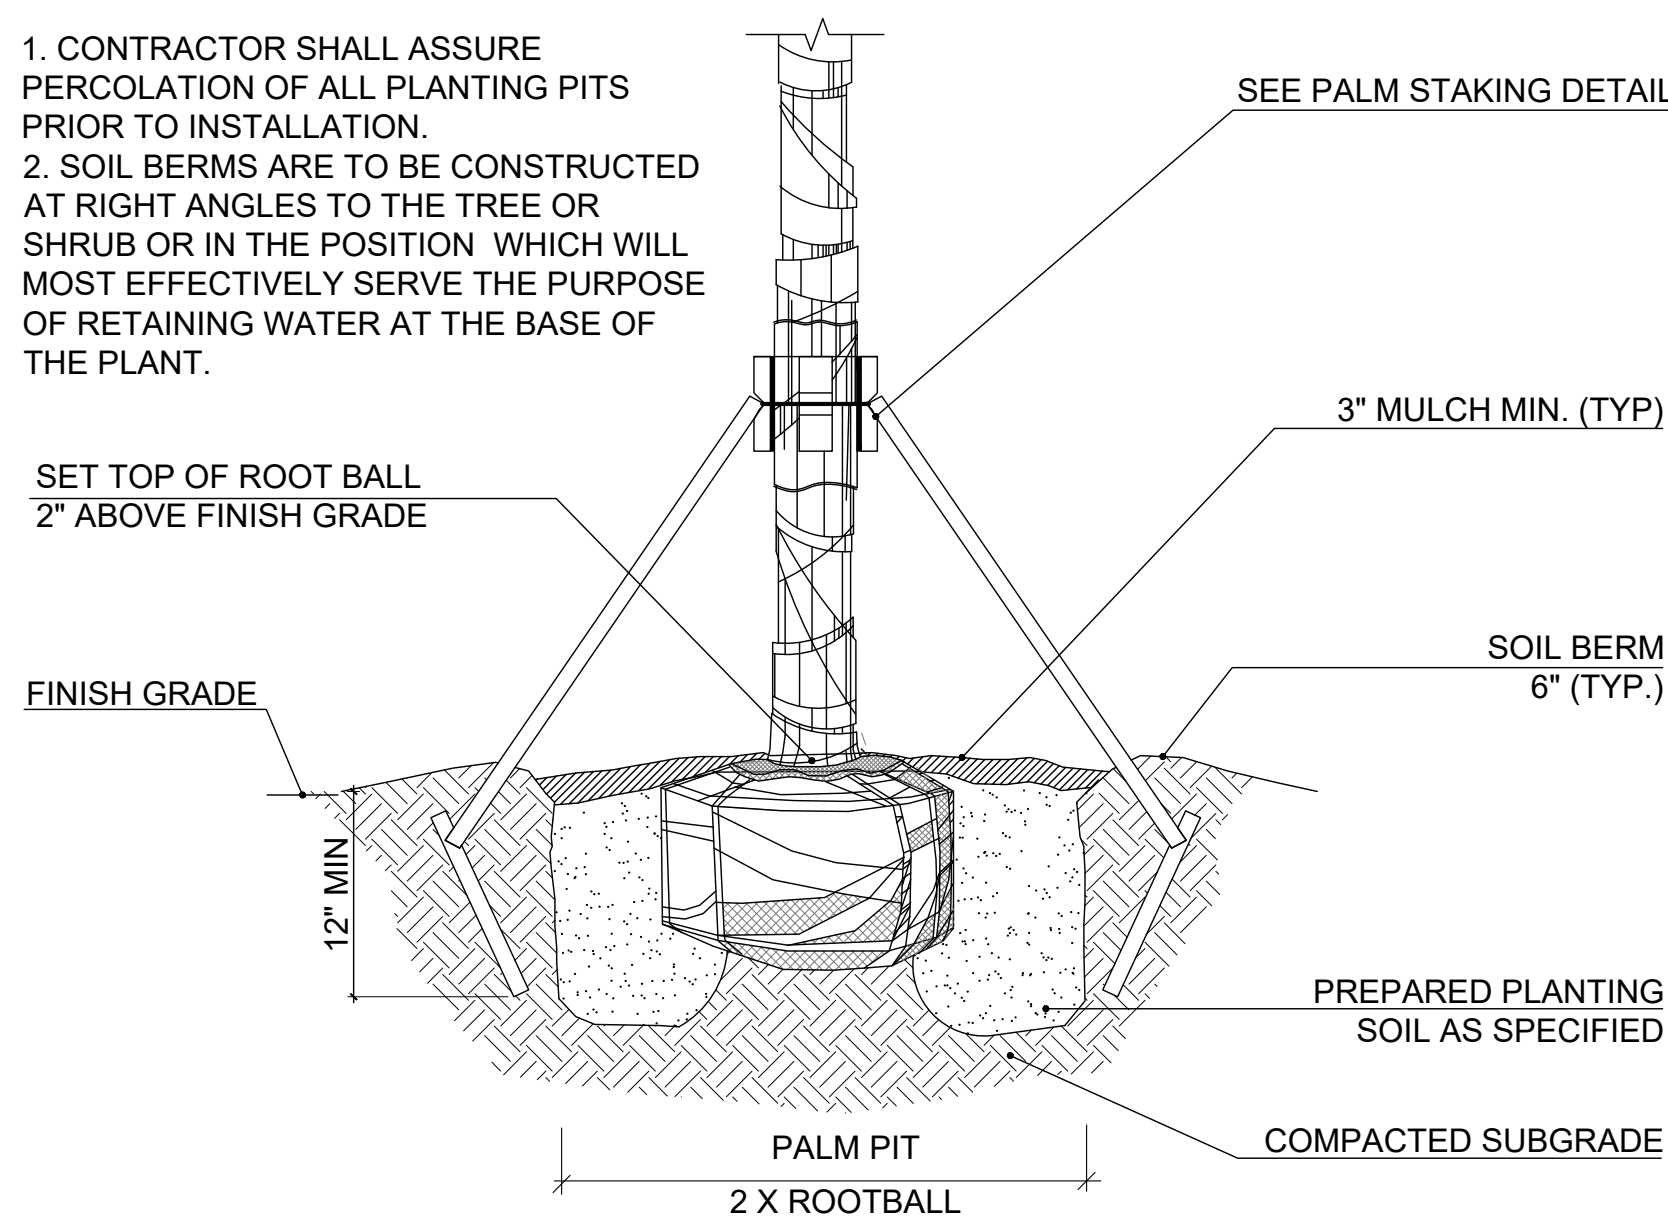 1. CONTRACTOR SHALL ASSURE
PERCOLATION OF ALL PLANTING PITS
PRIOR TO INSTALLATION.
2. SOIL BERMS ARE TO BE CONSTRUCTED
AT RIGHT ANGLES TO THE TREE OR
SHRUB OR IN THE POSITION WHICH WILL
MOST EFFECTIVELY SERVE THE PURPOSE
OF RETAINING WATER AT THE BASE OF
THE PLANT.
SEE PALM STAKING DETAIL
3" MULCH MIN. (TYP)
SET TOP OF ROOT BALL
2" ABOVE FINISH GRADE
SOIL BERM
6" (TYP.)
FINISH GRADE
12" MIN
PREPARED PLANTING
SOIL AS SPECIFIED
COMPACTED SUBGRADE
PALM PIT
2 X ROOTBALL